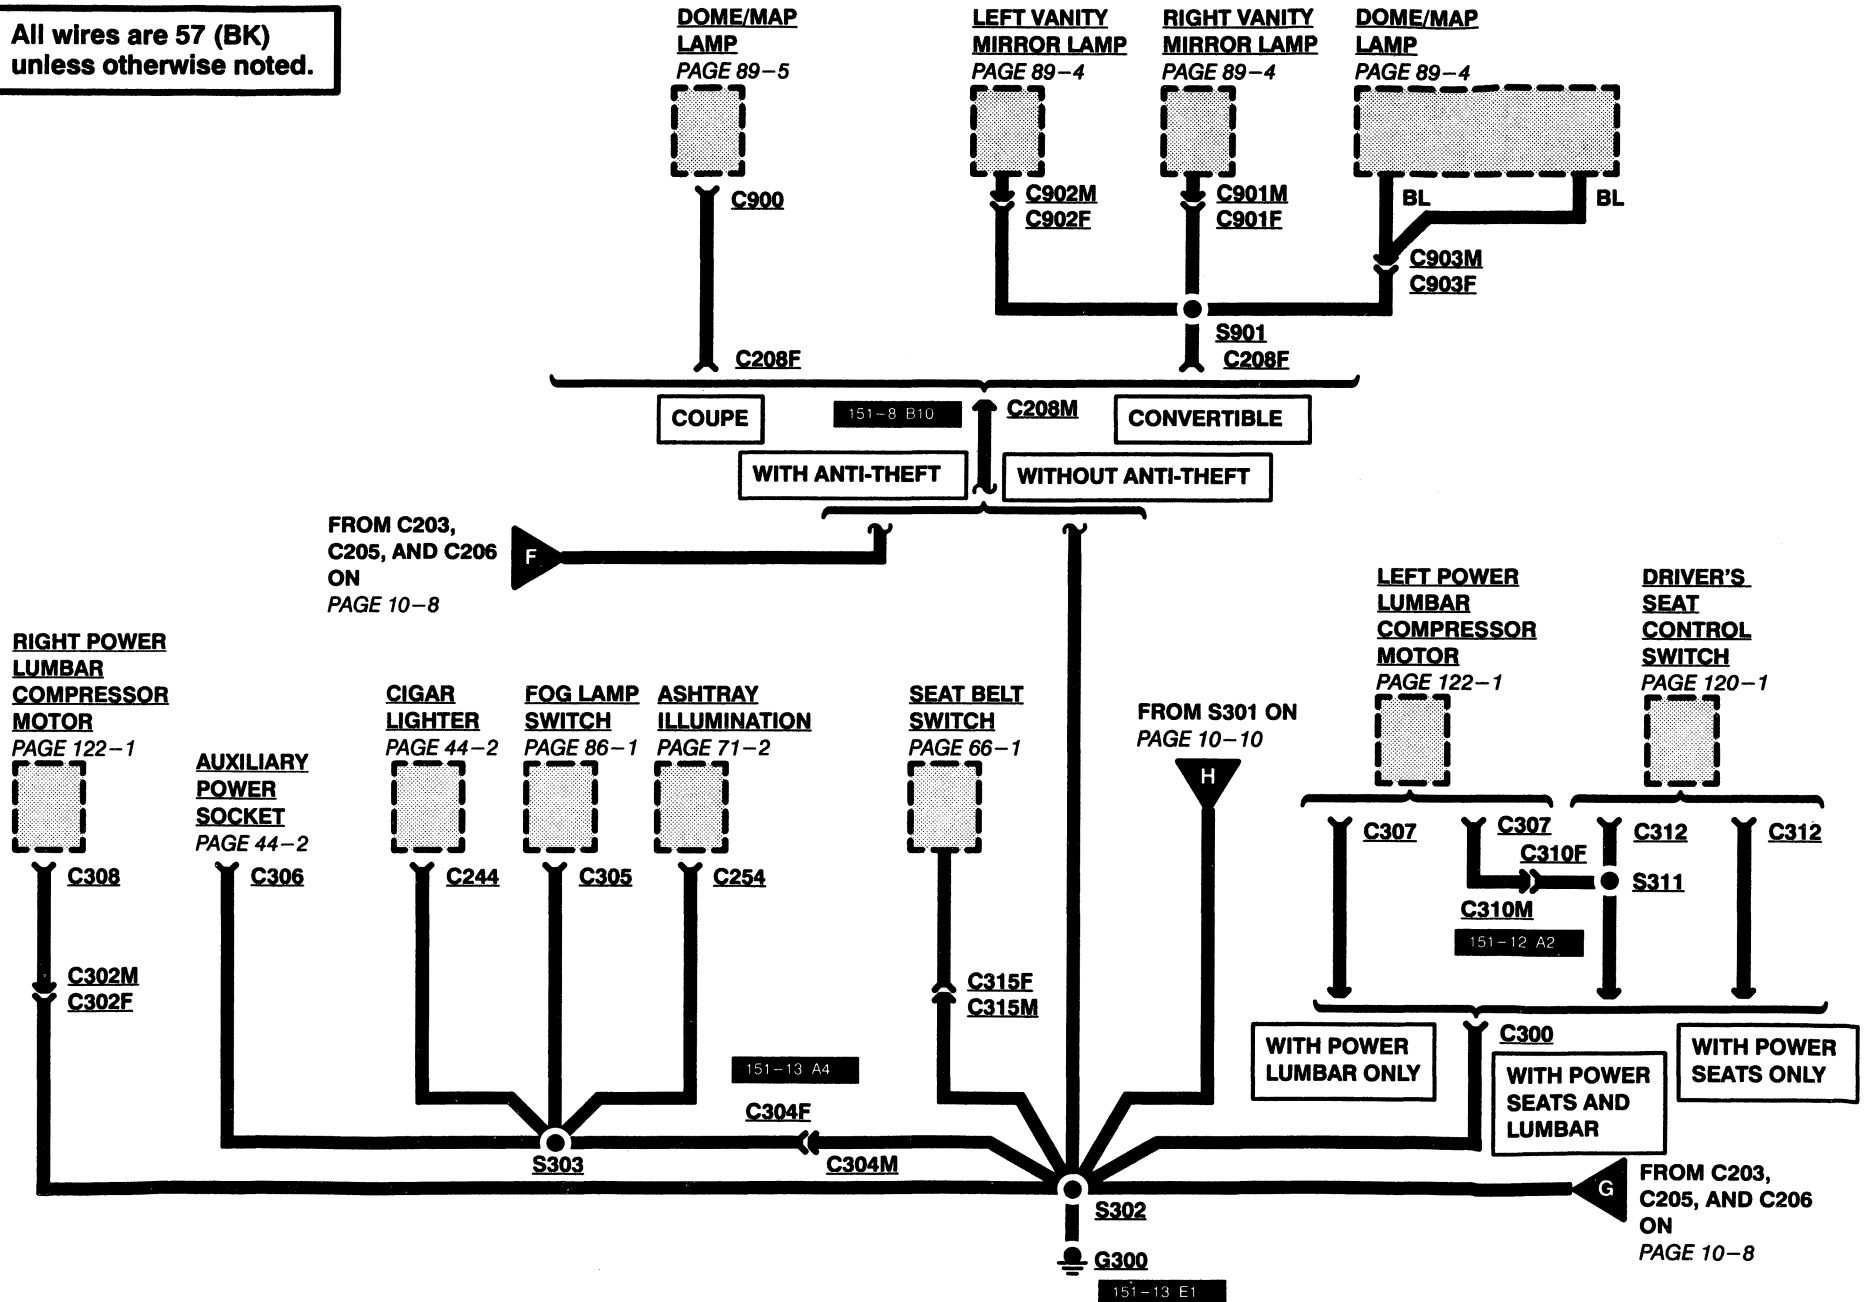 All wires are 57 (BK)
unless otherwise noted.
DOME/MAP
LAMP
PAGE 89-5
LEFT VANITY
MIRROR LAMP
PAGE 89-4
RIGHT VANITY
MIRROR LAMP
PAGE 89-4
DOME/MAP
LAMP
PAGE 89-4
C900
C902M
C902F
C901M
C901F
BL
BL
C903M
C903F
S901
C208F
C208F
COUPE
151-8 B10
C208M
CONVERTIBLE
WITH ANTI-THEFT
WITHOUT ANTI-THEFT
FROM C203,
C205, AND C206
ON
PAGE 10-8
F
RIGHT POWER
LUMBAR
COMPRESSOR
MOTOR
PAGE 122-1
AUXILIARY
POWER
SOCKET
PAGE 44-2
CIGAR
LIGHTER
PAGE 44-2
FOG LAMP
SWITCH
PAGE 86-1
ASHTRAY
ILLUMINATION
PAGE 71-2
SEAT BELT
SWITCH
PAGE 66-1
FROM S301 ON
PAGE 10-10
H
LEFT POWER
LUMBAR
COMPRESSOR
MOTOR
PAGE 122-1
DRIVER'S
SEAT
CONTROL
SWITCH
PAGE 120-1
C308
C306
C244
C305
C254
C307
C307
C312
C312
C310F
S311
C310M
151-12 A2
C302M
C302F
C315F
C315M
C300
WITH POWER
LUMBAR ONLY
WITH POWER
SEATS AND
LUMBAR
WITH POWER
SEATS ONLY
151-13 A4
C304F
C304M
S303
S302
G300
151-13 E1
G
FROM C203,
C205, AND C206
ON
PAGE 10-8